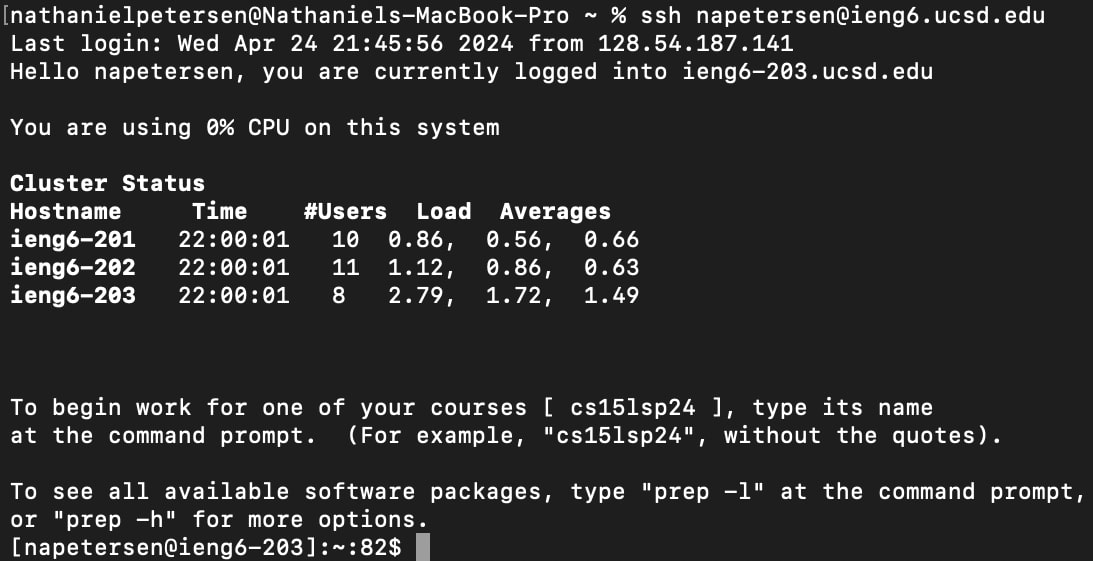 [nathanielpetersen@Nathaniels-MacBook-Pro ~ % ssh napetersen@ieng6.ucsd.edu
Last login: Wed Apr 24 21:45:56 2024 from 128.54.187.141
Hello napetersen, you are currently logged into ieng6-203.ucsd.edu
You are using 0% CPU on this system
Cluster Status
Hostname     Time    #Users  Load  Averages
ieng6-201   22:00:01   10  0.86,  0.56,  0.66
ieng6-202   22:00:01   11  1.12,  0.86,  0.63
ieng6-203   22:00:01   8   2.79,  1.72,  1.49
To begin work for one of your courses [ cs15lsp24 ], type its name
at the command prompt.  (For example, "cs15lsp24", without the quotes).
To see all available software packages, type "prep -l" at the command prompt,
or "prep -h" for more options.
[napetersen@ieng6-203]:~:82$